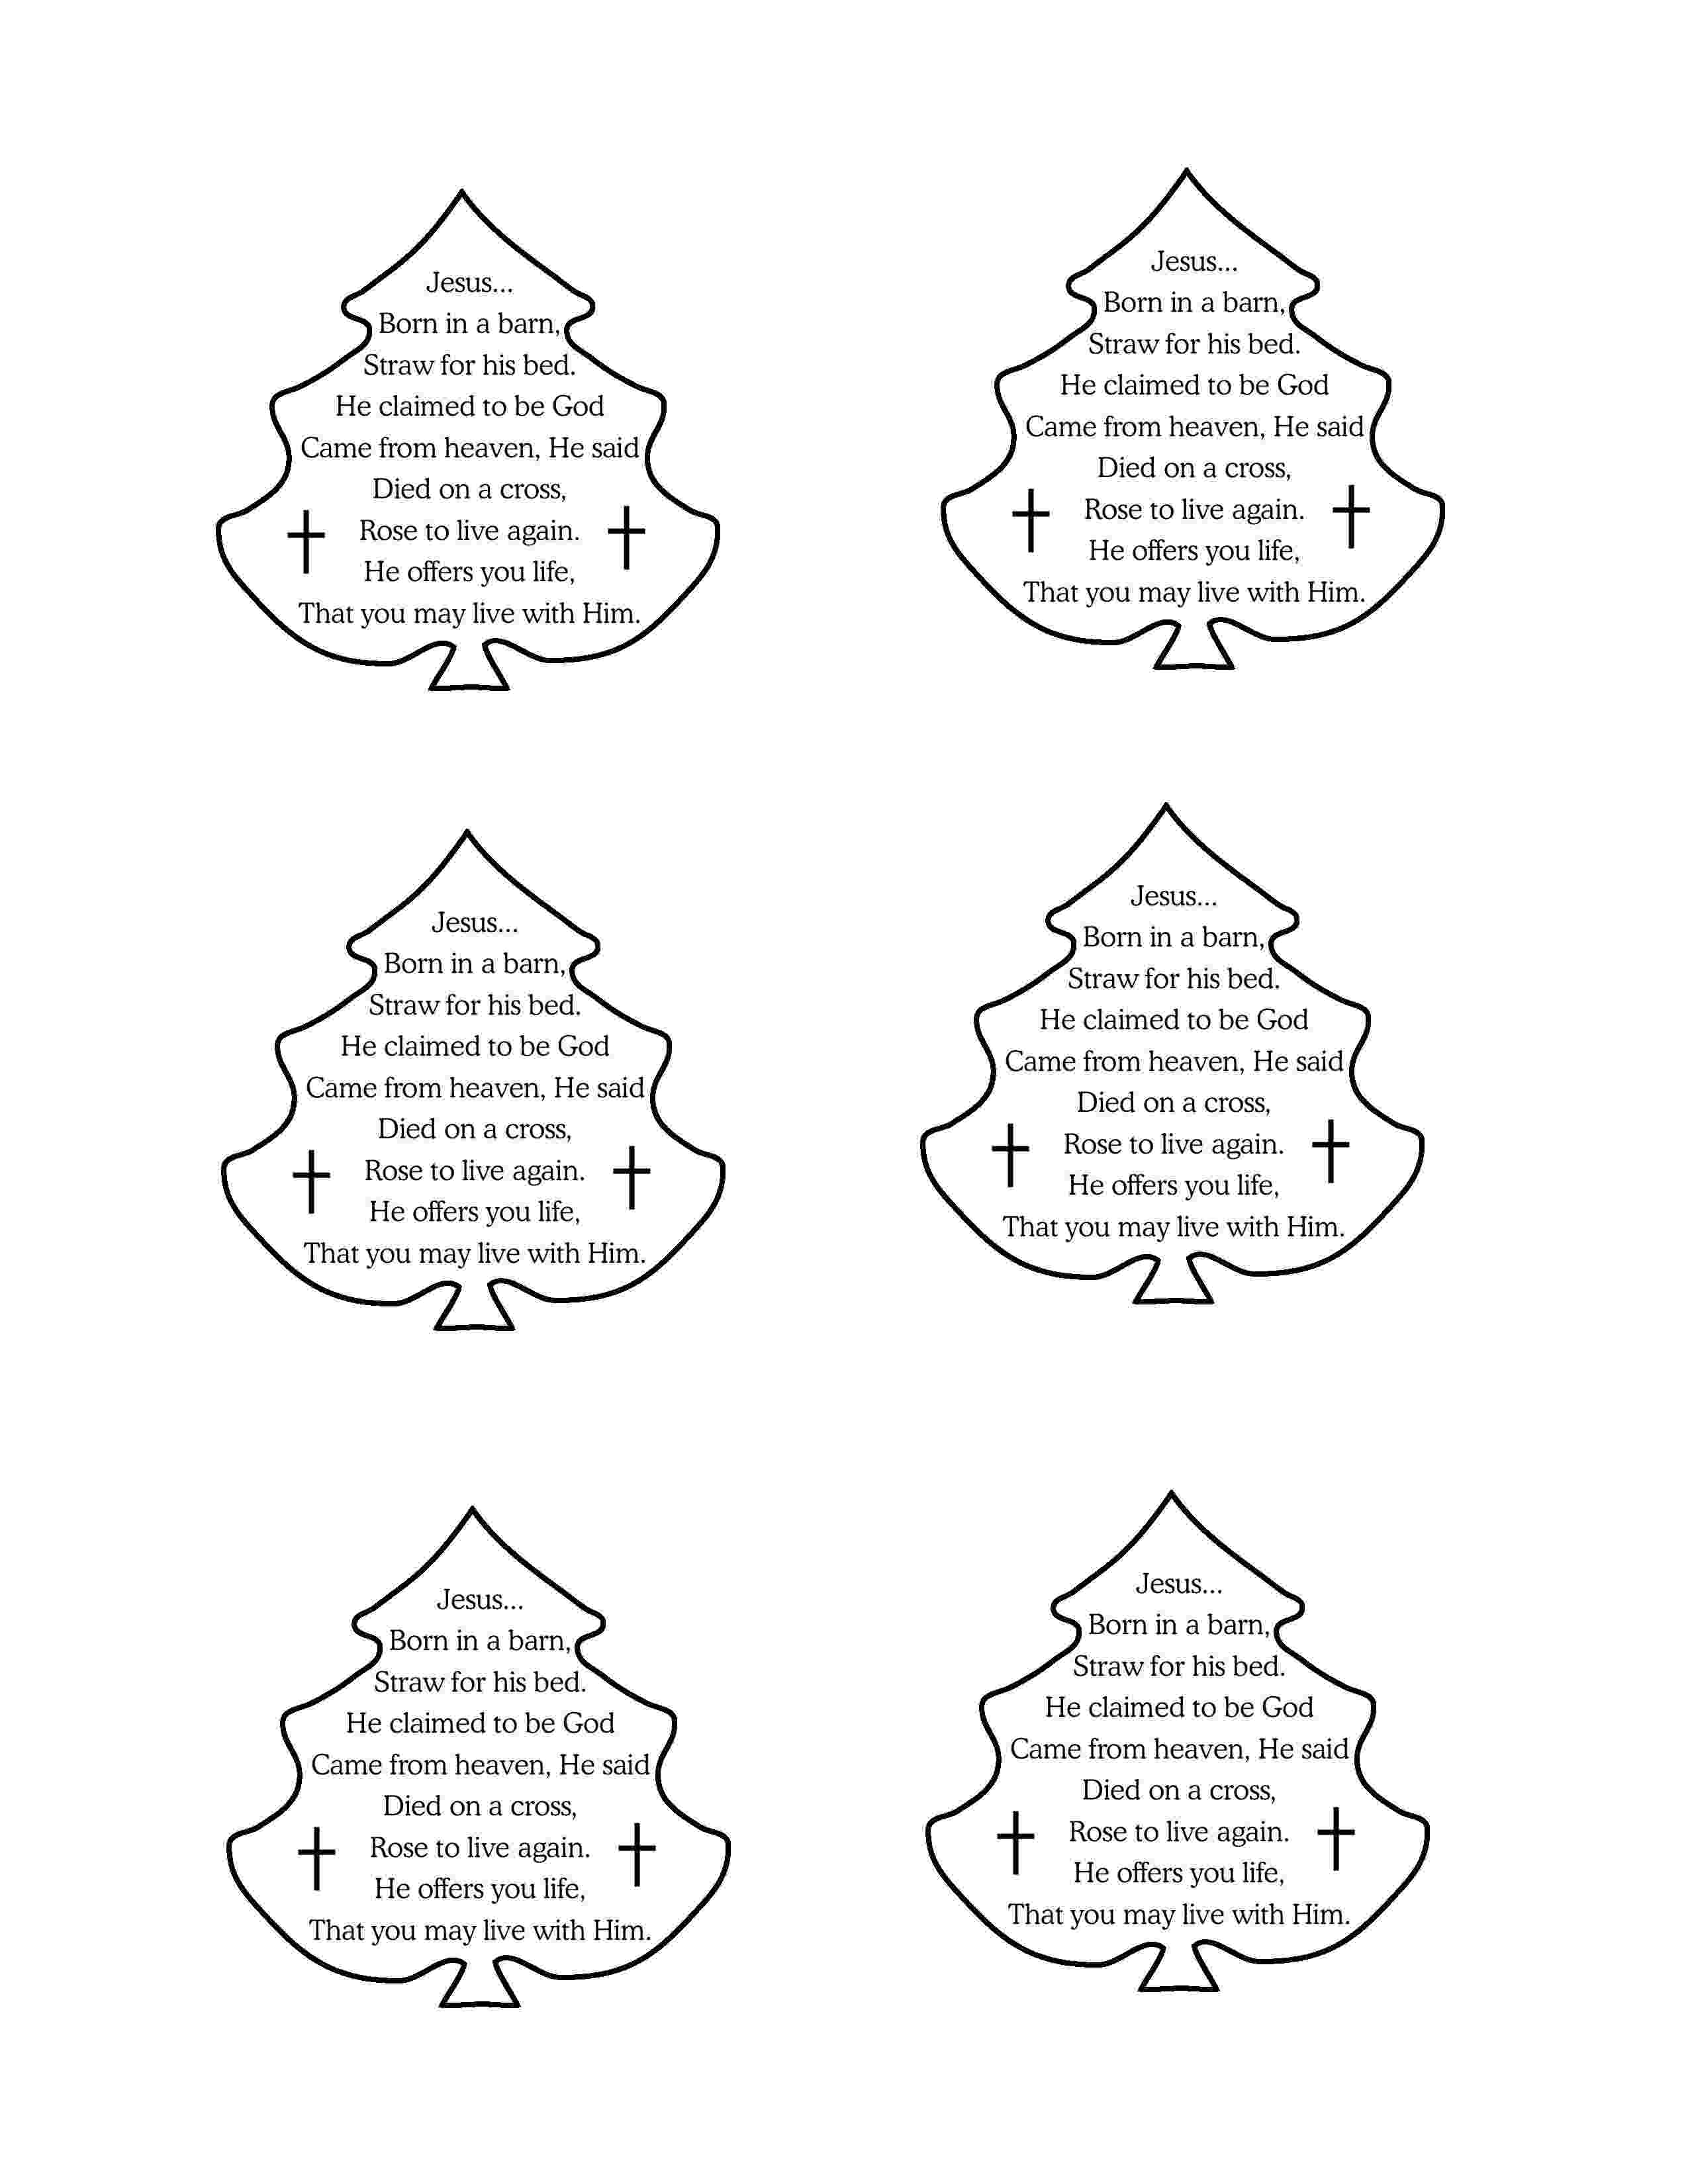 Jesus...
Born in a barn,
Straw for his bed.
He claimed to be God
Came from heaven, He said
Died on a cross,
Rose to live again.
He offers you life,
That you may live with Him.
Jesus...
Born in a barn,
Straw for his bed.
He claimed to be God
Came from heaven, He said
Died on a cross,
Rose to live again.
He offers you life,
That you may live with Him.
Jesus...
Born in a barn,
Straw for his bed.
He claimed to be God
Came from heaven, He said
Died on a cross,
Rose to live again.
He offers you life,
That you may live with Him.
Jesus...
Born in a barn,
Straw for his bed.
He claimed to be God
Came from heaven, He said
Died on a cross,
Rose to live again.
He offers you life,
That you may live with Him.
Jesus...
Born in a barn,
Straw for his bed.
He claimed to be God
Came from heaven, He said
Died on a cross,
Rose to live again.
He offers you life,
That you may live with Him.
Jesus...
Born in a barn,
Straw for his bed.
He claimed to be God
Came from heaven, He said
Died on a cross,
Rose to live again.
He offers you life,
That you may live with Him.